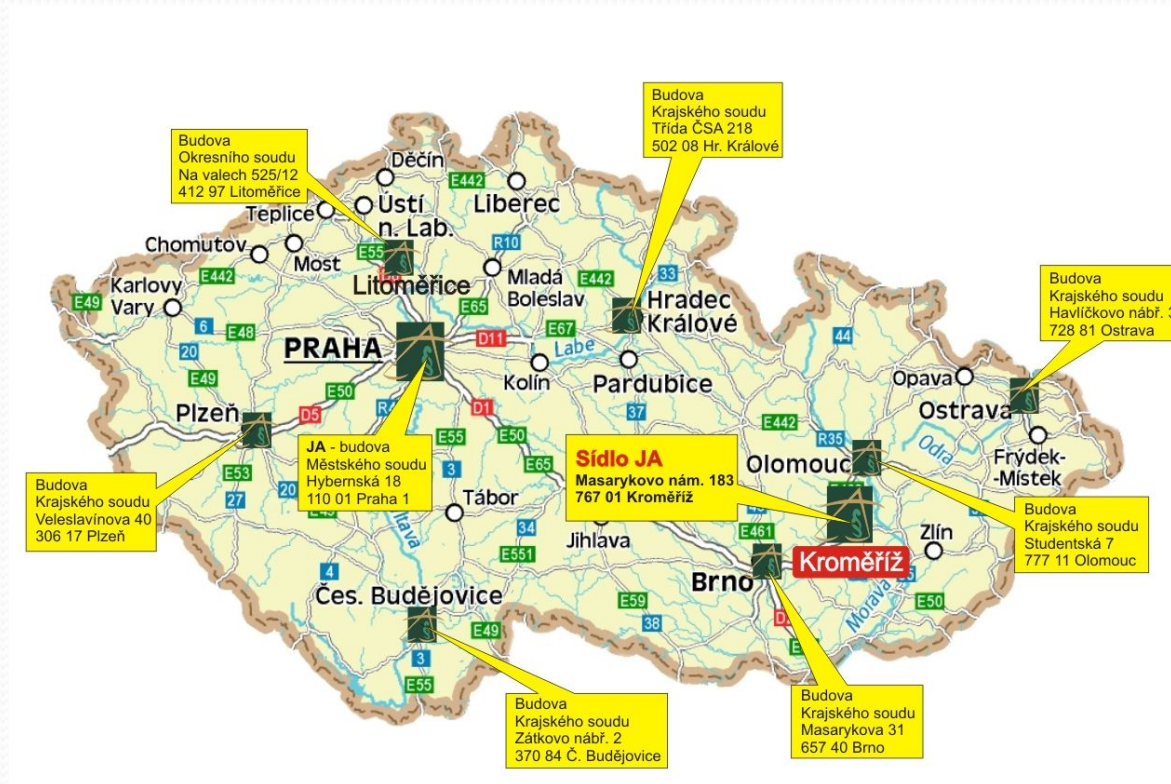 Budova
Krajského soudu
Třída ČSA 218
502 08 Hr. Králové
Budova
Okresního soudu
Na valech 525/12
412 97 Litoměřice
Děčín
E442
Liberec
Teplice
Ústí
n. Lab.
Chomutov
Most
E55
R10
E442
Litoměřice
Mladá
Boleslav
E442
33
Karlovy
Vary
E49
E65
Hradec
Králové
6
E48
PRAHA
D11
E67
Labe
44
20
E49
E50
Kolín
Pardubice
Opava
Plzeň
D5
D1
37
E442
Ostrava
Budova
Krajského soudu
Havlíčkovo nábř.
728 81 Ostrava
E55
E50
R35
Odra
E53
27
20
3
E65
Olomouc
Frýdek-
-Místek
JA - budova
Městského soudu
Hybernská 18
110 01 Praha 1
Sídlo JA
Masarykovo nám. 183
767 01 Kroměříž
Budova
Krajského soudu
Veleslavínova 40
306 17 Plzeň
Tábor
34
E551
Jihlava
E461
Zlín
Budova
Krajského soudu
Studentská 7
777 11 Olomouc
Kroměříž
4
Brno
Čes. Budějovice
E59
Morava
E50
E49
38
3
E55
Budova
Krajského soudu
Zátkovo nábř. 2
370 84 Č. Budějovice
Budova
Krajského soudu
Masarykova 31
657 40 Brno